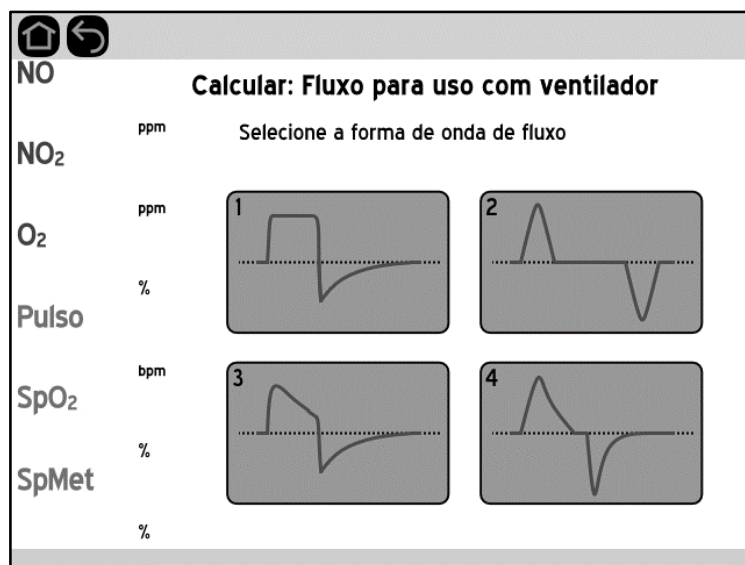 NO
Calcular: Fluxo para uso com ventilador
ppm
Selecione a forma de onda de fluxo
NO₂
ppm
1
2
O₂
%
Pulso
bpm
3
4
SpO₂
%
SpMet
%